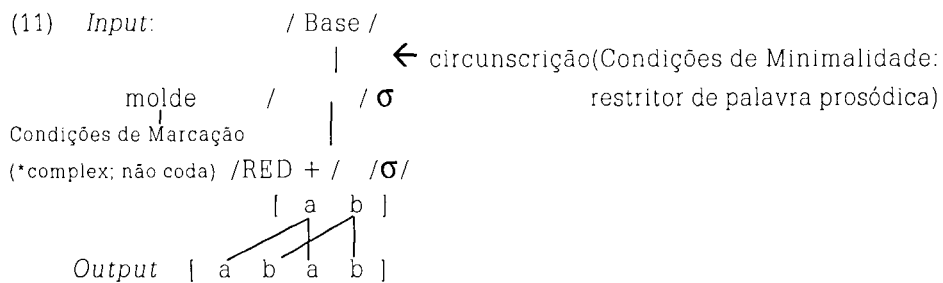 (11) Input: / Base /
← circunscrição(Condições de Minimalidade:
molde / / σ restritor de palavra prosódica)
Condições de Marcação
(*complex; não coda) /RED + / /σ/
[ a b ]
Output [ a b a b ]